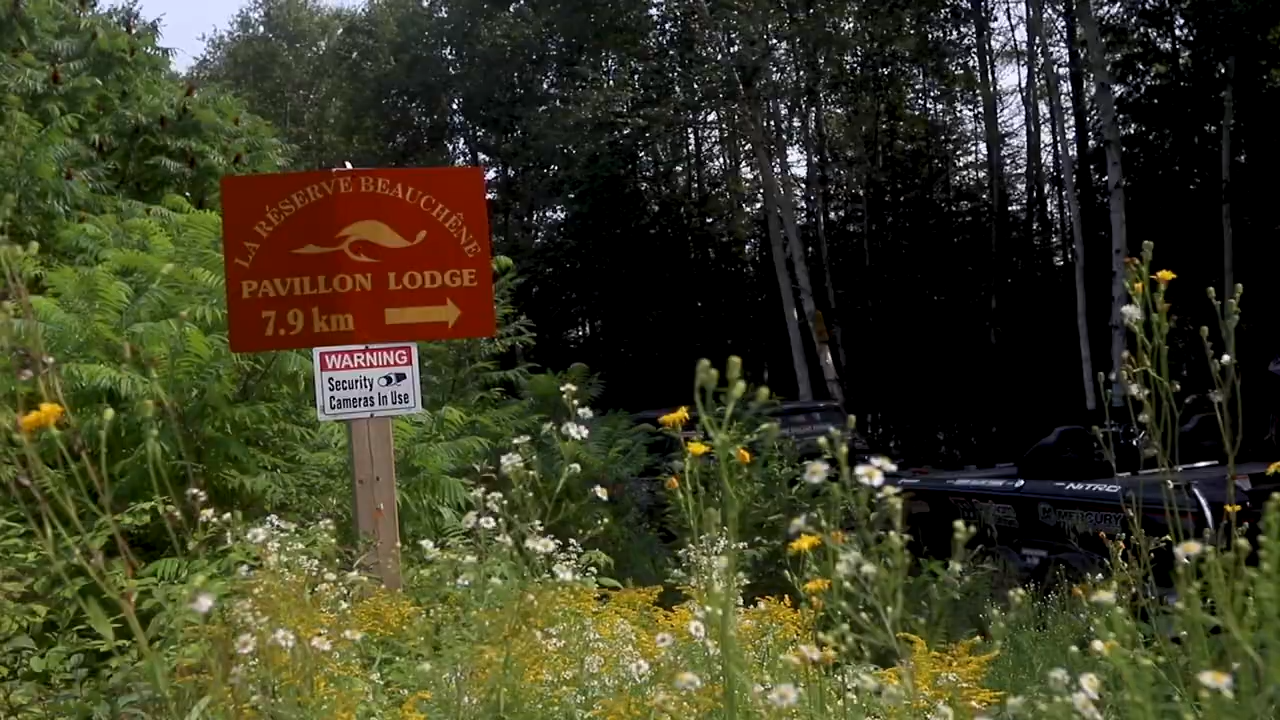 LA RÉSERVE BEAUCHÊNE
PAVILLON LODGE
7.9 km
WARNING
Security
Cameras In Use
NITRO
MERCURY